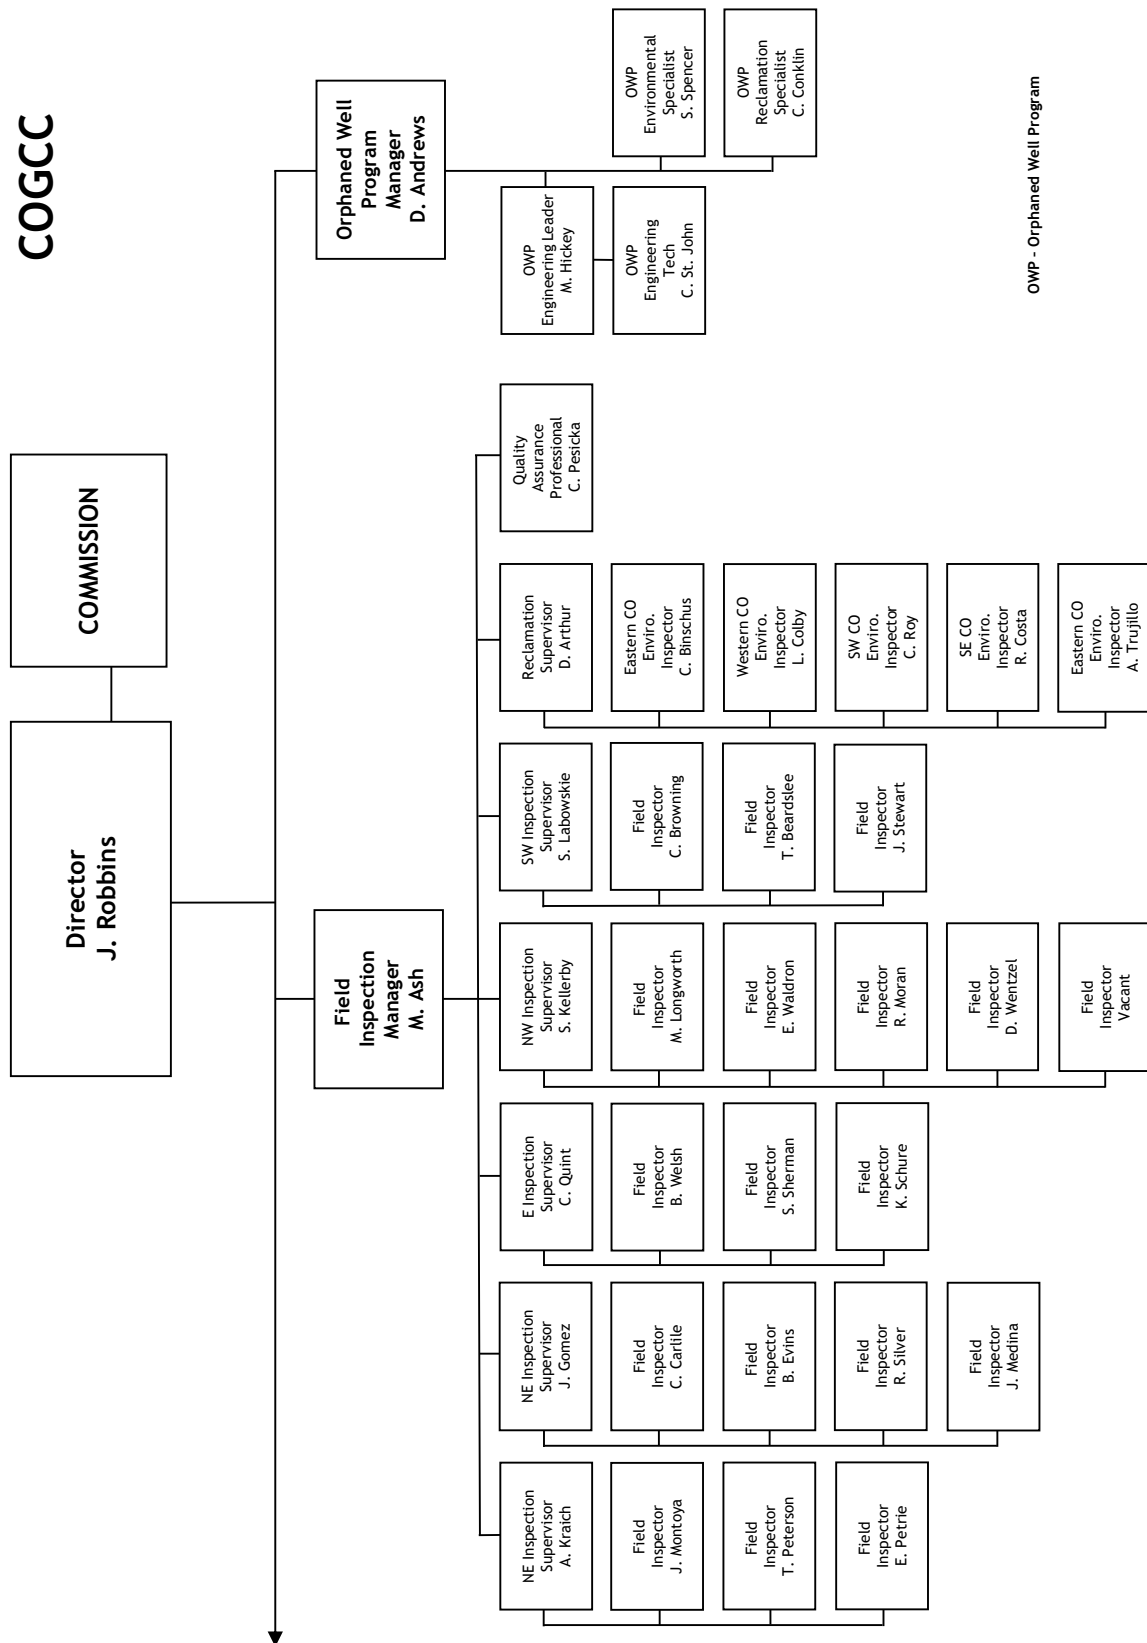 COGCC
COMMISSION
Director
J. Robbins
Field
Inspection
Manager
M. Ash
Orphaned Well
Program
Manager
D. Andrews
NE Inspection
Supervisor
A. Kraich
Field
Inspector
J. Montoya
Field
Inspector
T. Peterson
Field
Inspector
E. Petrie
NE Inspection
Supervisor
J. Gomez
Field
Inspector
C. Carlile
Field
Inspector
B. Evins
Field
Inspector
R. Silver
Field
Inspector
J. Medina
E Inspection
Supervisor
C. Quint
Field
Inspector
B. Welsh
Field
Inspector
S. Sherman
Field
Inspector
K. Schure
NW Inspection
Supervisor
S. Kellerby
Field
Inspector
M. Longworth
Field
Inspector
E. Waldron
Field
Inspector
R. Moran
Field
Inspector
D. Wentzel
Field
Inspector
Vacant
SW Inspection
Supervisor
S. Labowskie
Field
Inspector
C. Browning
Field
Inspector
T. Beardslee
Field
Inspector
J. Stewart
Reclamation
Supervisor
D. Arthur
Eastern CO
Enviro.
Inspector
C. Binschus
Western CO
Enviro.
Inspector
L. Colby
SW CO
Enviro.
Inspector
C. Roy
SE CO
Enviro.
Inspector
R. Costa
Eastern CO
Enviro.
Inspector
A. Trujillo
Quality
Assurance
Professional
C. Pesicka
OWP
Engineering Leader
M. Hickey
OWP
Engineering
Tech
C. St. John
OWP
Environmental
Specialist
S. Spencer
OWP
Reclamation
Specialist
C. Conklin
OWP - Orphaned Well Program